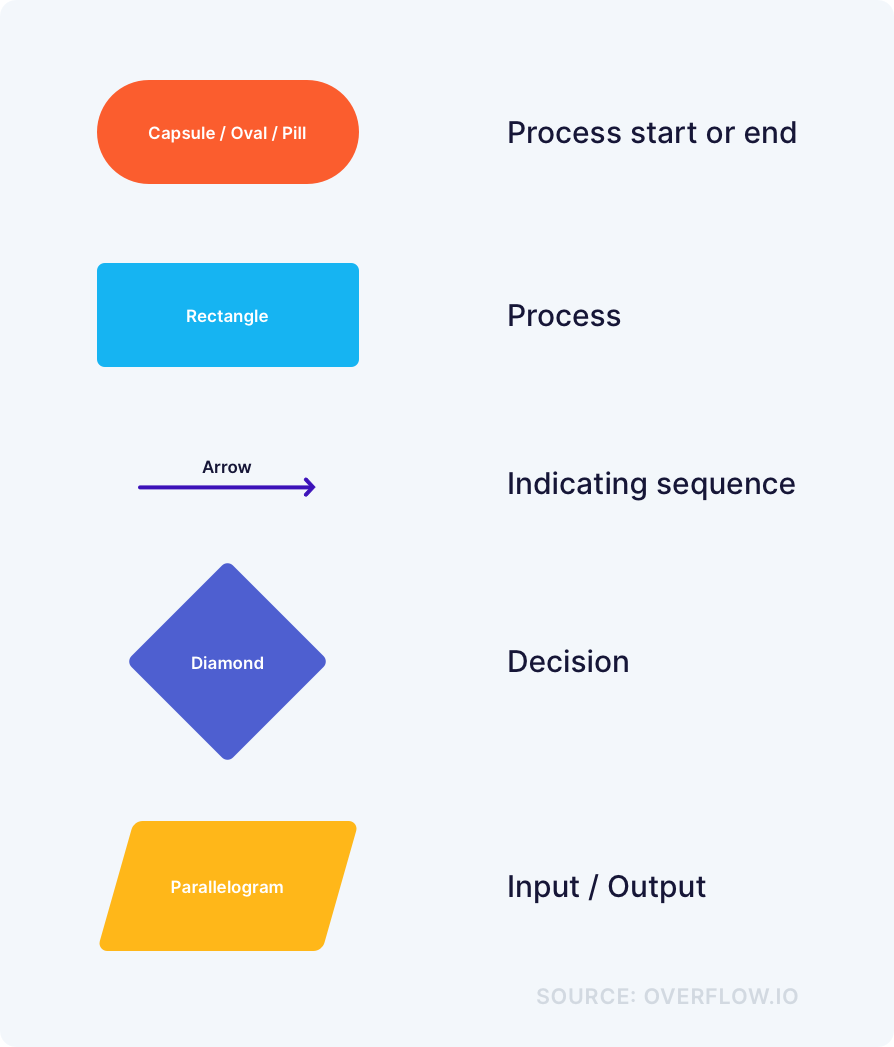 Capsule / Oval / Pill
Process start or end
Rectangle
Process
Arrow
Indicating sequence
Diamond
Decision
Parallelogram
Input / Output
SOURCE: OVERFLOW.IO